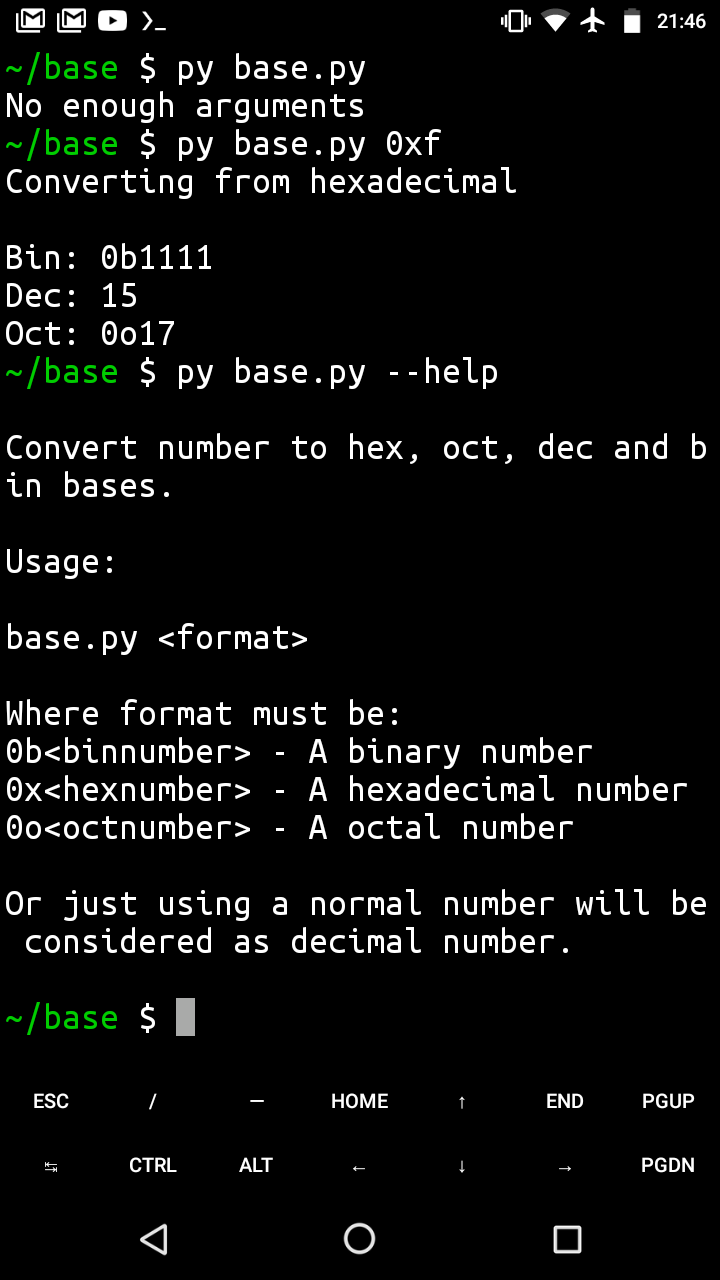 21:46
~/base $ py base.py
No enough arguments
~/base $ py base.py 0xf
Converting from hexadecimal
Bin: 0b1111
Dec: 15
Oct: 0o17
~/base $ py base.py --help
Convert number to hex, oct, dec and b
in bases.
Usage:
base.py <format>
Where format must be:
0b<binnumber> - A binary number
0x<hexnumber> - A hexadecimal number
0o<octnumber> - A octal number
Or just using a normal number will be
 considered as decimal number.
~/base $
ESC / — HOME ↑ END PGUP
↹ CTRL ALT ← ↓ → PGDN